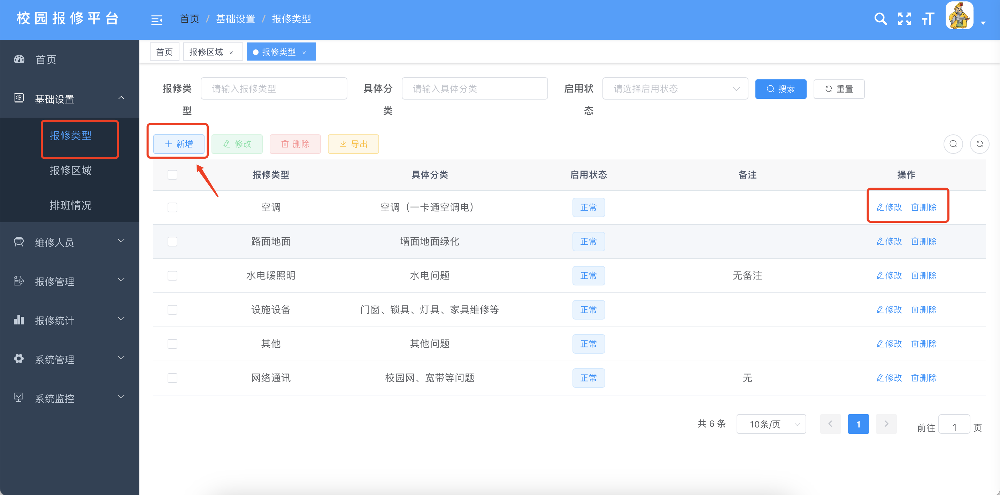 校园报修平台
首页 / 基础设置 / 报修类型
首页
报修区域 ×
报修类型 ×
首页
基础设置
报修类型
报修区域
排班情况
维修人员
报修管理
报修统计
系统管理
系统监控
报修类型 请输入报修类型 具体分类 请输入具体分类 启用状态 请选择启用状态 搜索 重置
新增 修改 删除 导出
报修类型 具体分类 启用状态 备注 操作
空调 空调（一卡通空调电） 正常 修改 删除
路面地面 墙面地面绿化 正常 修改 删除
水电暖照明 水电问题 正常 无备注 修改 删除
设施设备 门窗、锁具、灯具、家具维修等 正常 修改 删除
其他 其他问题 正常 修改 删除
网络通讯 校园网、宽带等问题 正常 无 修改 删除
共 6 条 10条/页 1 前往 1 页